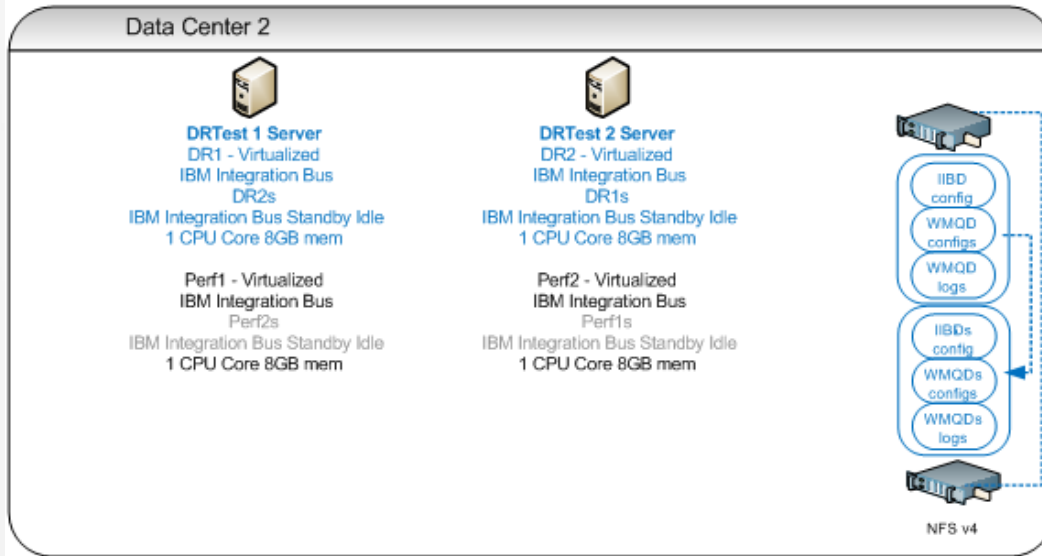 Data Center 2
DRTest 1 Server
DR1 - Virtualized
IBM Integration Bus
DR2s
IBM Integration Bus Standby Idle
1 CPU Core 8GB mem
Perf1 - Virtualized
IBM Integration Bus
Perf2s
IBM Integration Bus Standby Idle
1 CPU Core 8GB mem
DRTest 2 Server
DR2 - Virtualized
IBM Integration Bus
DR1s
IBM Integration Bus Standby Idle
1 CPU Core 8GB mem
Perf2 - Virtualized
IBM Integration Bus
Perf1s
IBM Integration Bus Standby Idle
1 CPU Core 8GB mem
IIBD
config
WMQD
configs
WMQD
logs
IIBDs
config
WMQDs
configs
WMQDs
logs
NFS v4